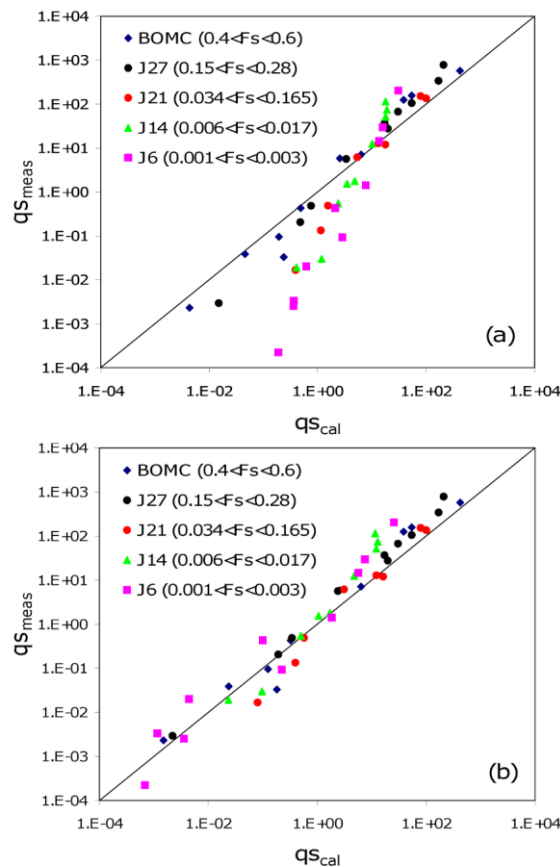 1.E+04
1.E+03
1.E+02
1.E+01
1.E+00
1.E-01
1.E-02
1.E-03
1.E-04
qs_meas
BOMC (0.4<Fs<0.6)
J27 (0.15<Fs<0.28)
J21 (0.034<Fs<0.165)
J14 (0.006<Fs<0.017)
J6 (0.001<Fs<0.003)
(a)
1.E-04 1.E-02 1.E+00 1.E+02 1.E+04
qs_cal
1.E+04
1.E+03
1.E+02
1.E+01
1.E+00
1.E-01
1.E-02
1.E-03
1.E-04
qs_meas
BOMC (0.4<Fs<0.6)
J27 (0.15<Fs<0.28)
J21 (0.034<Fs<0.165)
J14 (0.006<Fs<0.017)
J6 (0.001<Fs<0.003)
(b)
1.E-04 1.E-02 1.E+00 1.E+02 1.E+04
qs_cal